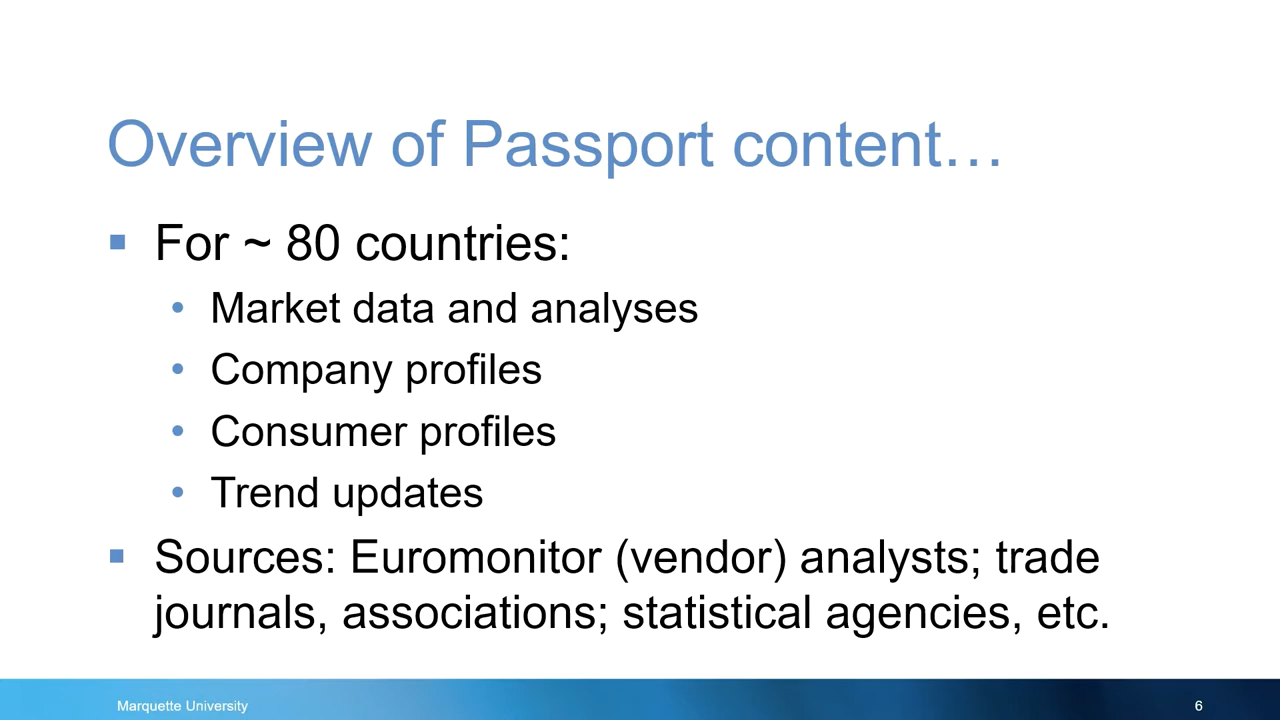 Overview of Passport content…
▪ For ~ 80 countries:
• Market data and analyses
• Company profiles
• Consumer profiles
• Trend updates
▪ Sources: Euromonitor (vendor) analysts; trade
journals, associations; statistical agencies, etc.
Marquette University
6